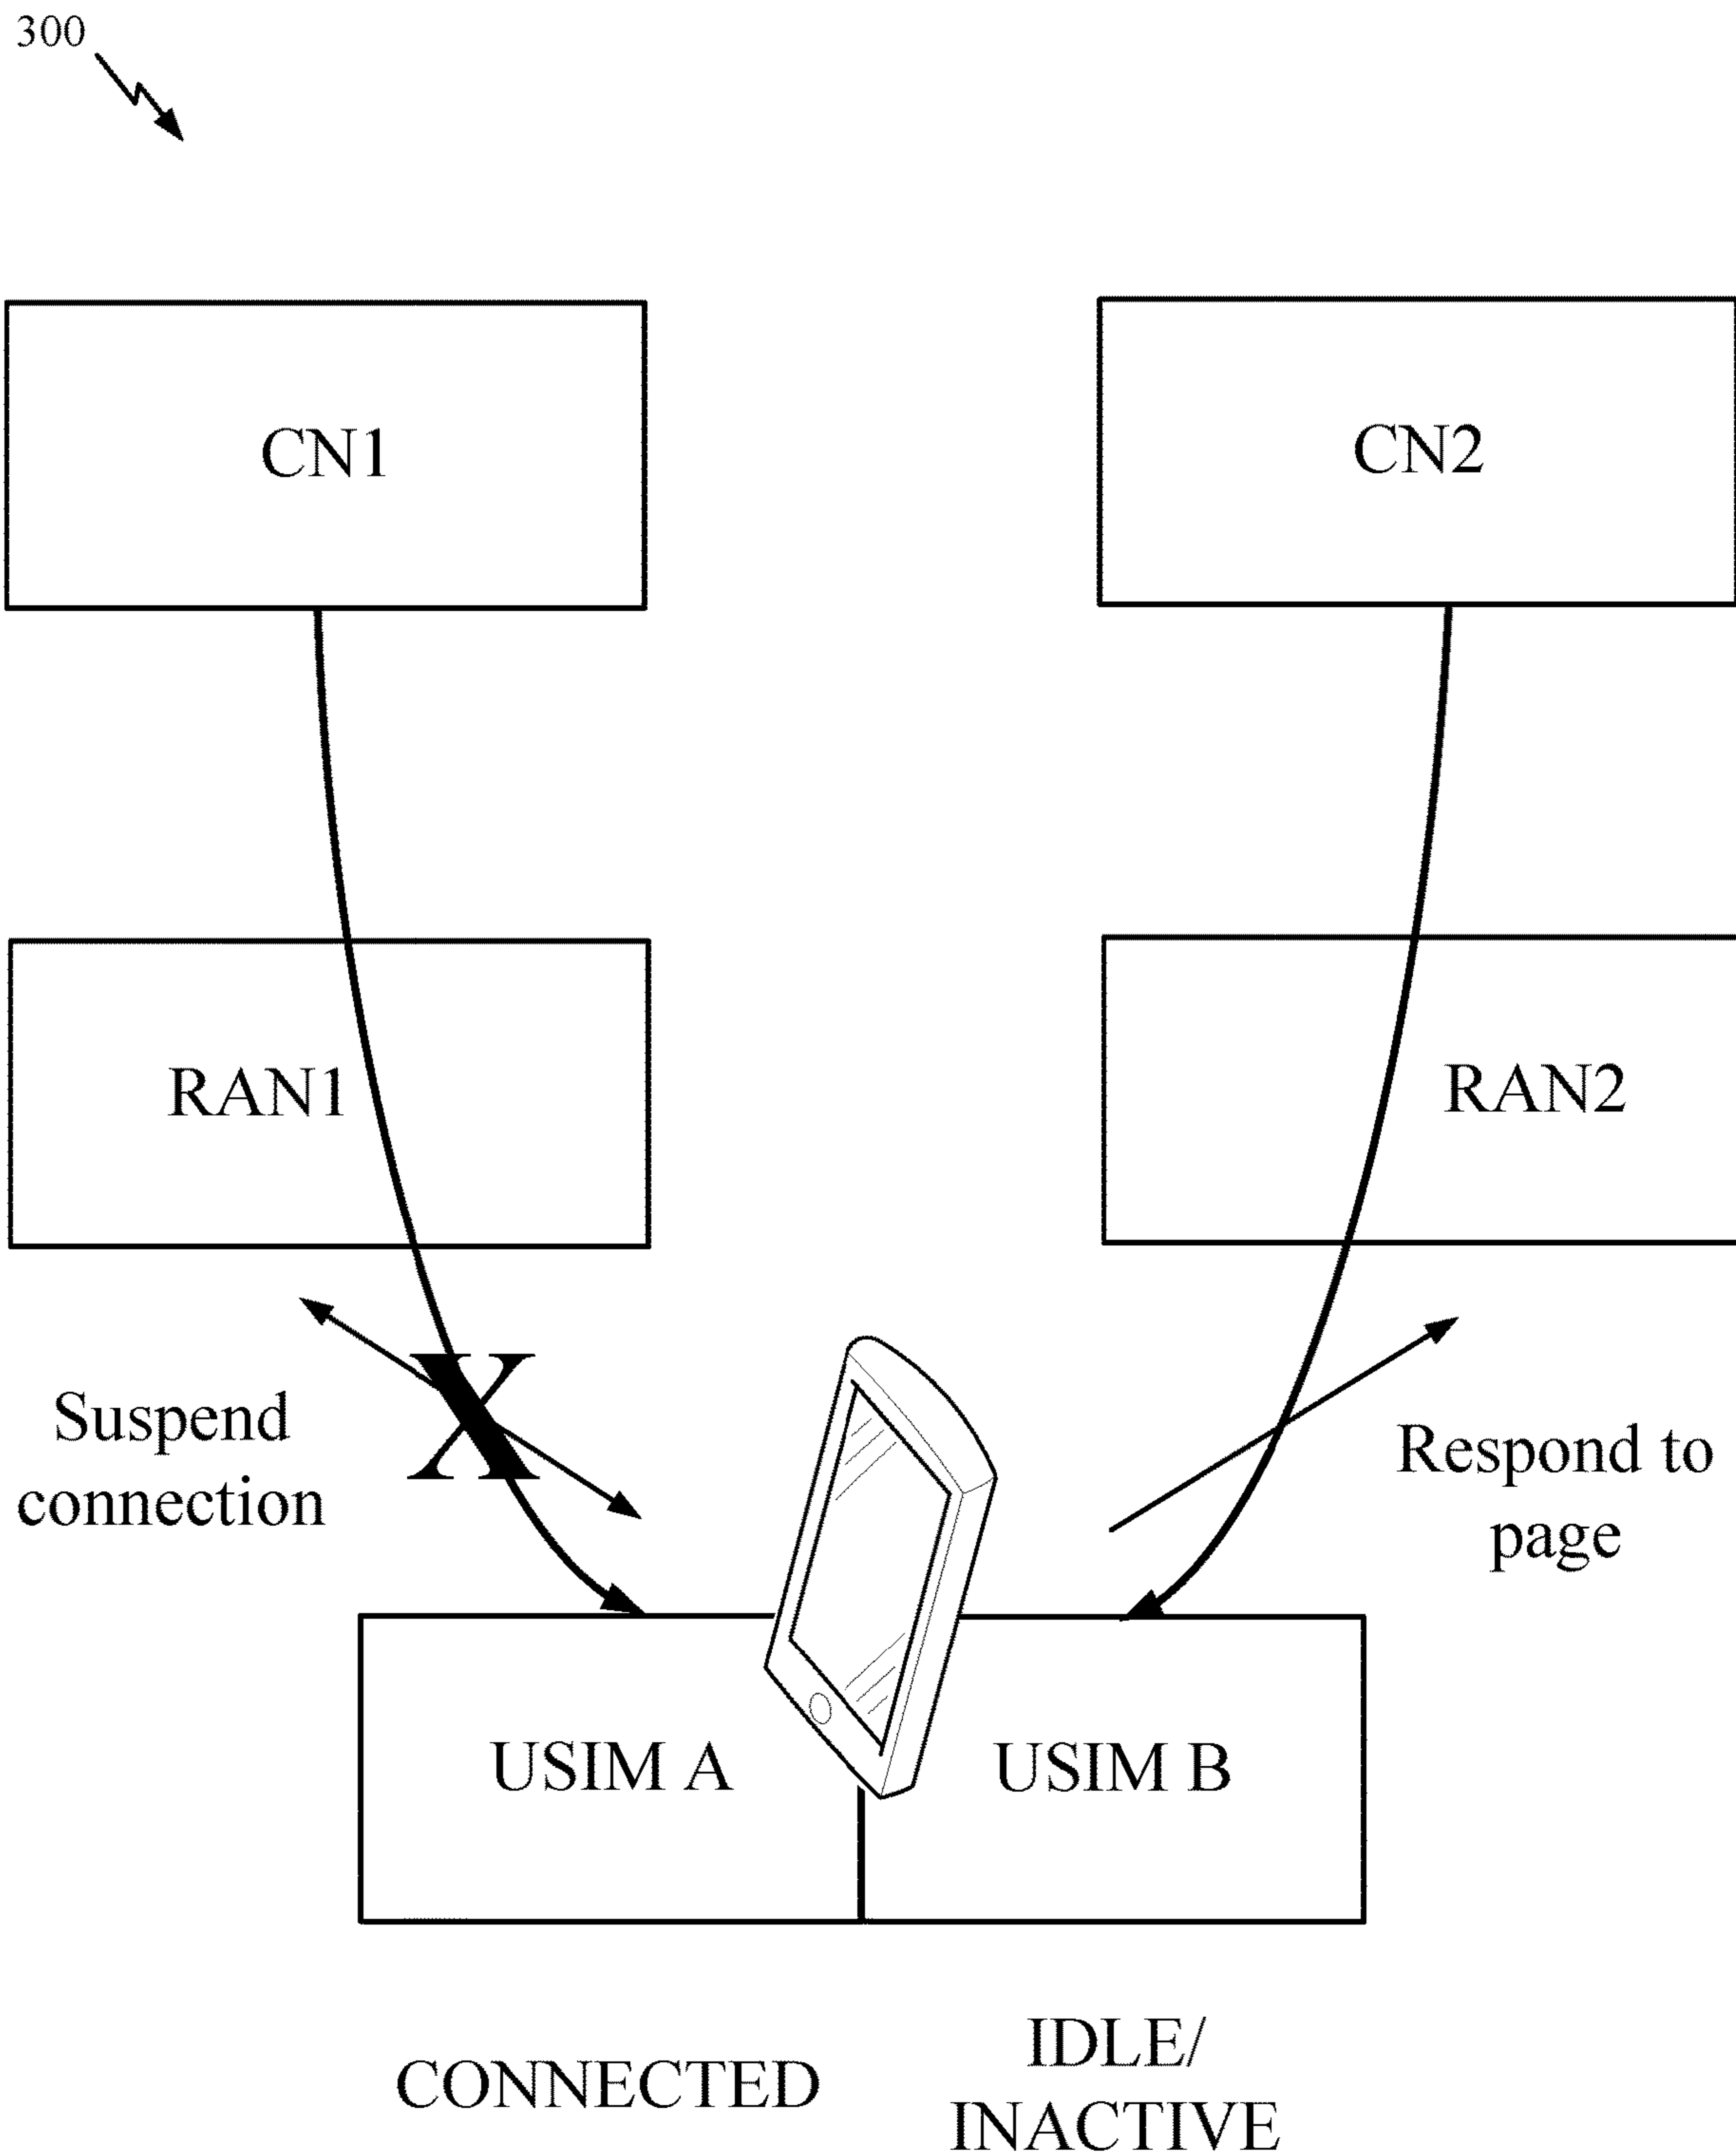 300
CN1
CN2
RAN1
RAN2
Suspend
connection
X
Respond to
page
USIM A
USIM B
CONNECTED
IDLE/
INACTIVE